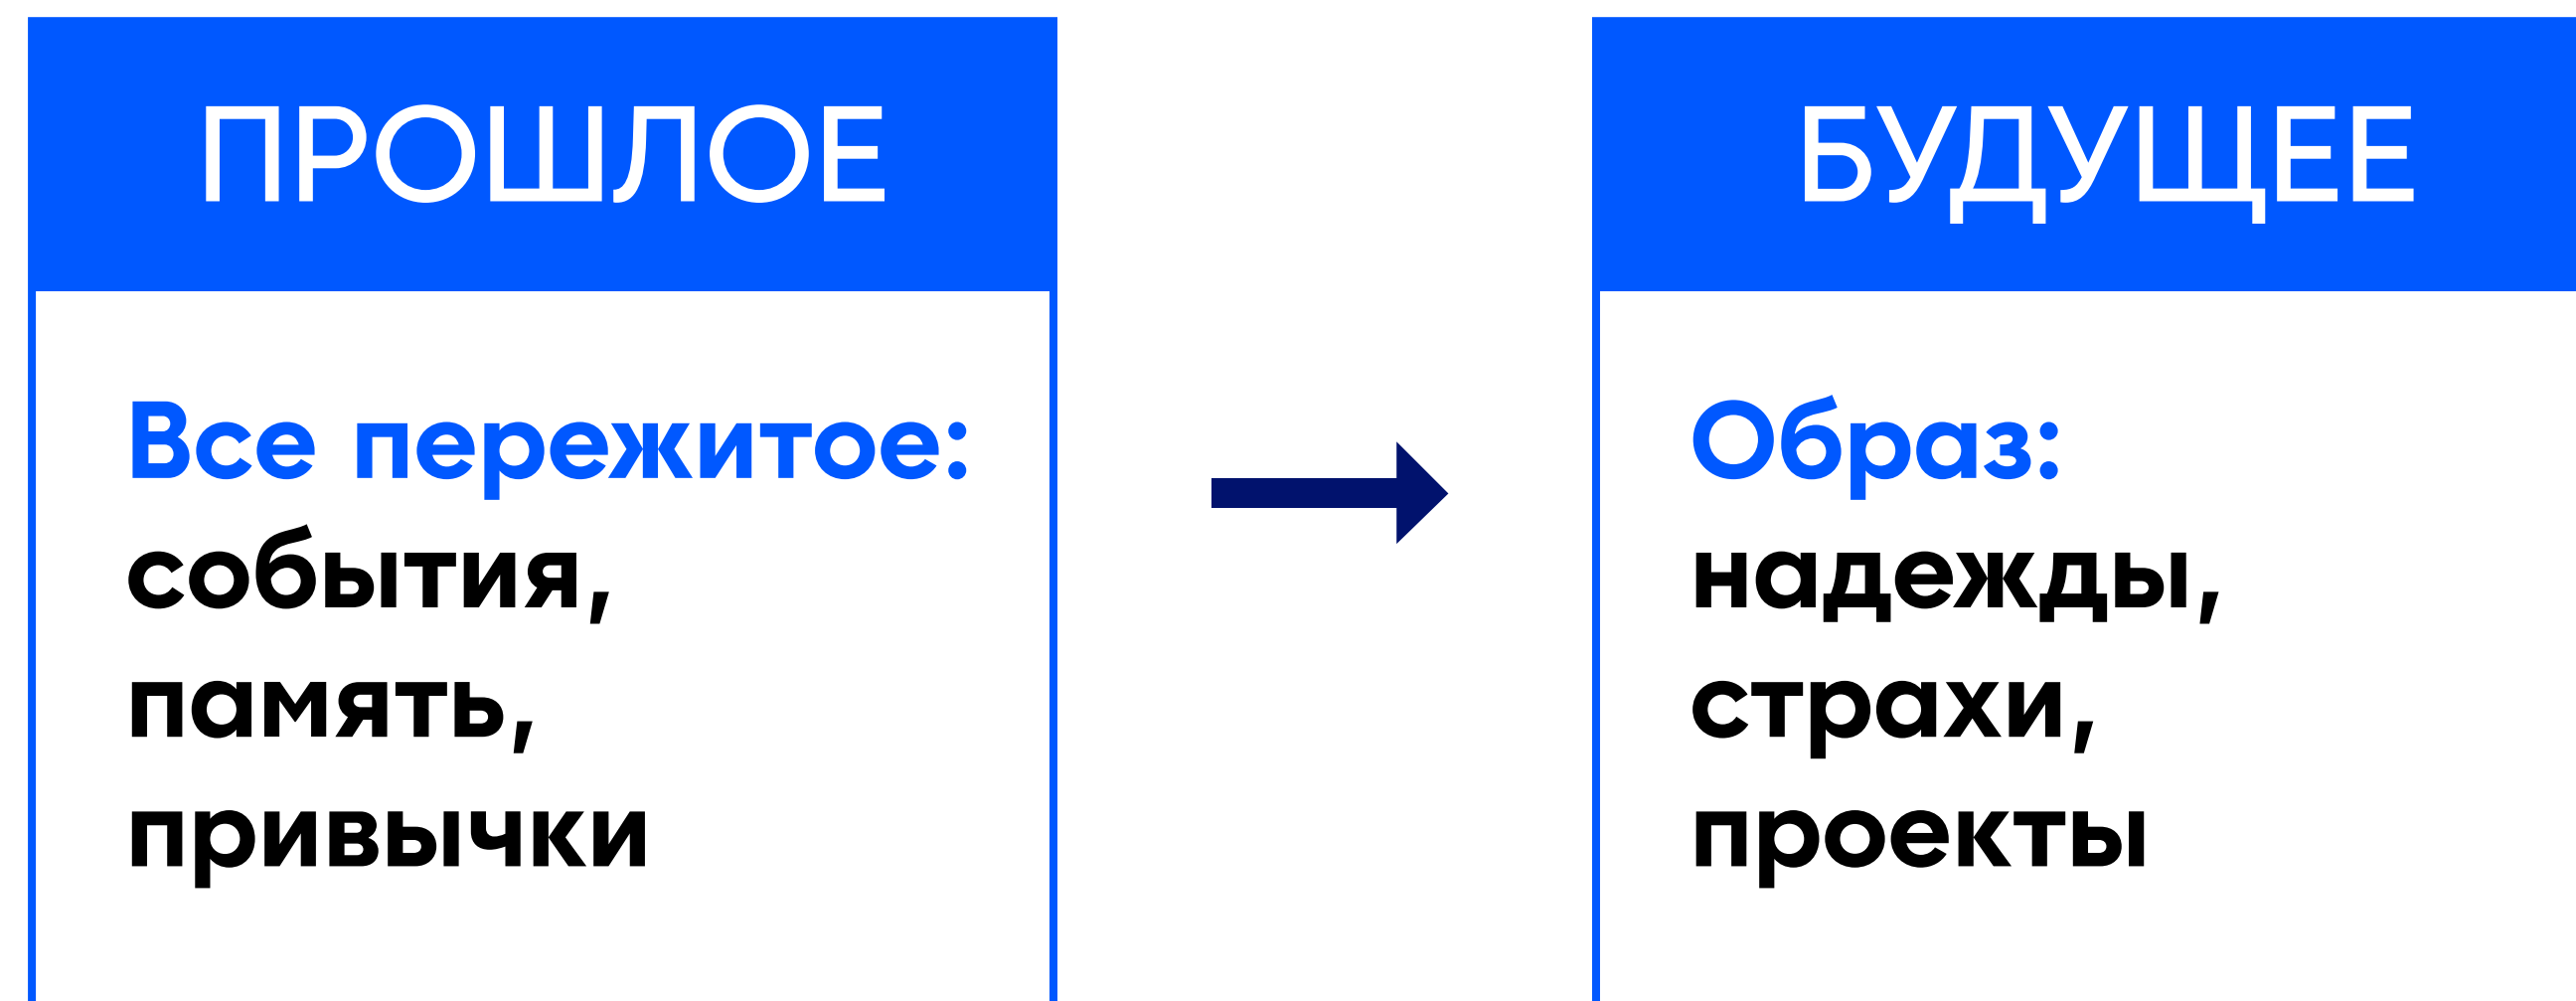 ПРОШЛОЕ
Все пережитое:
события,
память,
привычки
БУДУЩЕЕ
Образ:
надежды,
страхи,
проекты